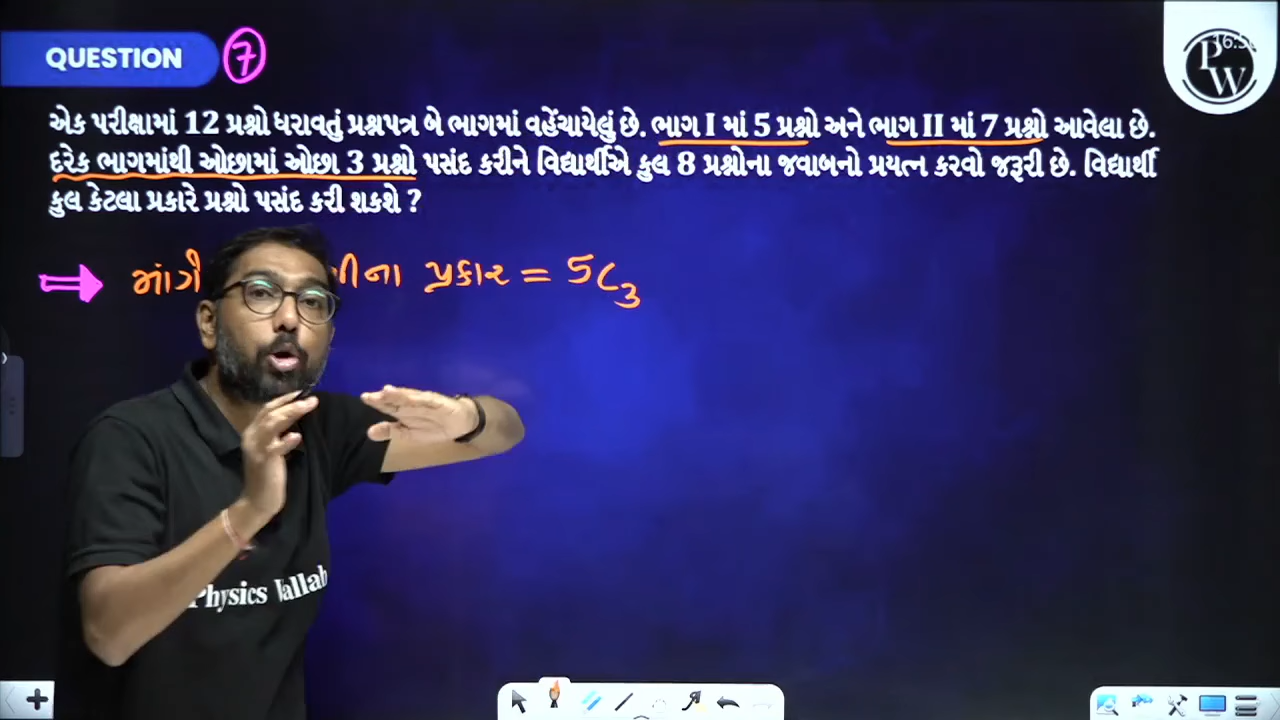 QUESTION 7
એક પરીક્ષામાં 12 પ્રશ્નો ધરાવતું પ્રશ્નપત્ર બે ભાગમાં વહેંચાયેલું છે. ભાગ I માં 5 પ્રશ્નો અને ભાગ II માં 7 પ્રશ્નો આવેલા છે.
દરેક ભાગમાંથી ઓછામાં ઓછા 3 પ્રશ્નો પસંદ કરીને વિદ્યાર્થીએ કુલ 8 પ્રશ્નોના જવાબનો પ્રયત્ન કરવો જરૂરી છે. વિદ્યાર્થી
કુલ કેટલા પ્રકારે પ્રશ્નો પસંદ કરી શકશે ?
પ્રકાર = 5C3
PW
Physics Wallah